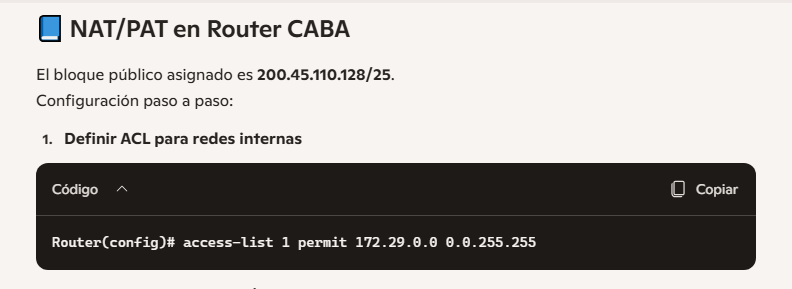 NAT/PAT en Router CABA
El bloque público asignado es 200.45.110.128/25.
Configuración paso a paso:
1. Definir ACL para redes internas
Código
Copiar
Router(config)# access-list 1 permit 172.29.0.0 0.0.255.255